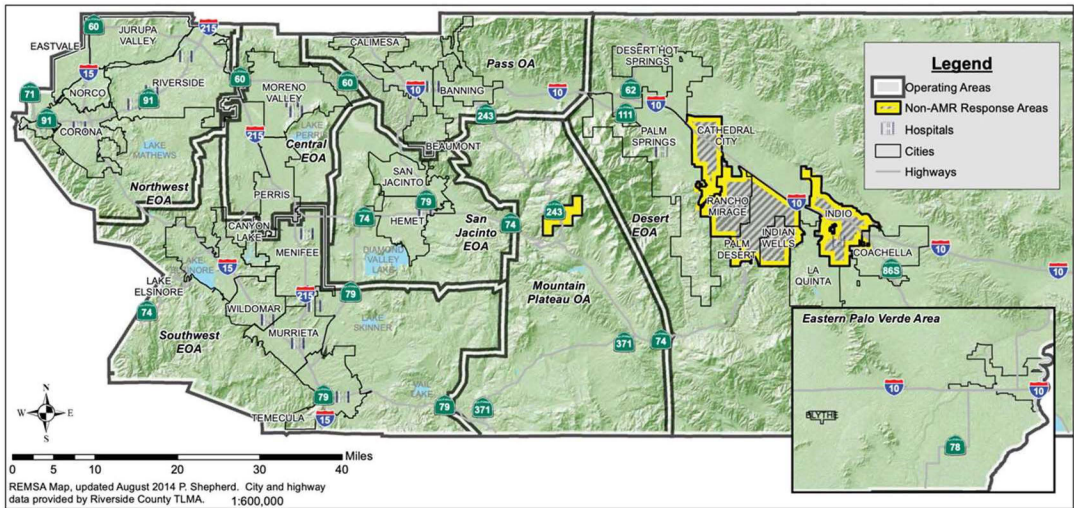 60
215
JURUPA
VALLEY
EASTVALE
15
RIVERSIDE
71
NORCO
91
91
CORONA
LAKE
MATHEWS
Northwest
EOA
60
MORENO
VALLEY
215
LAKE
PERRIS
Central
EOA
PERRIS
CALIMESA
60
10
BANNING
Pass OA
10
243
BEAUMONT
SAN
JACINTO
79
74
HEMET
San
Jacinto
EOA
74
DIAMOND
VALLEY
LAKE
CANYON
LAKE
MENIFEE
LAKE
ELSINORE
15
LAKE
ELSINORE
74
215
79
WILDOMAR
MURRIETA
LAKE
SKINNER
Southwest
EOA
79
15
TEMECULA
LAKE
79
371
243
Mountain
Plateau OA
371
74
DESERT HOT
SPRINGS
62
10
111
PALM
SPRINGS
CATHEDRAL
CITY
Desert
EOA
RANCHO
MIRAGE
PALM
DESERT
INDIAN
WELLS
10
INDIO
LA
QUINTA
COACHELLA
86S
10
10
Legend
Operating Areas
Non-AMR Response Areas
Hospitals
Cities
Highways
Eastern Palo Verde Area
10
10
BLYTHE
78
N
W
E
S
Miles
0 5 10 20 30 40
REMSA Map, updated August 2014 P. Shepherd. City and highway
data provided by Riverside County TLMA. 1:600,000